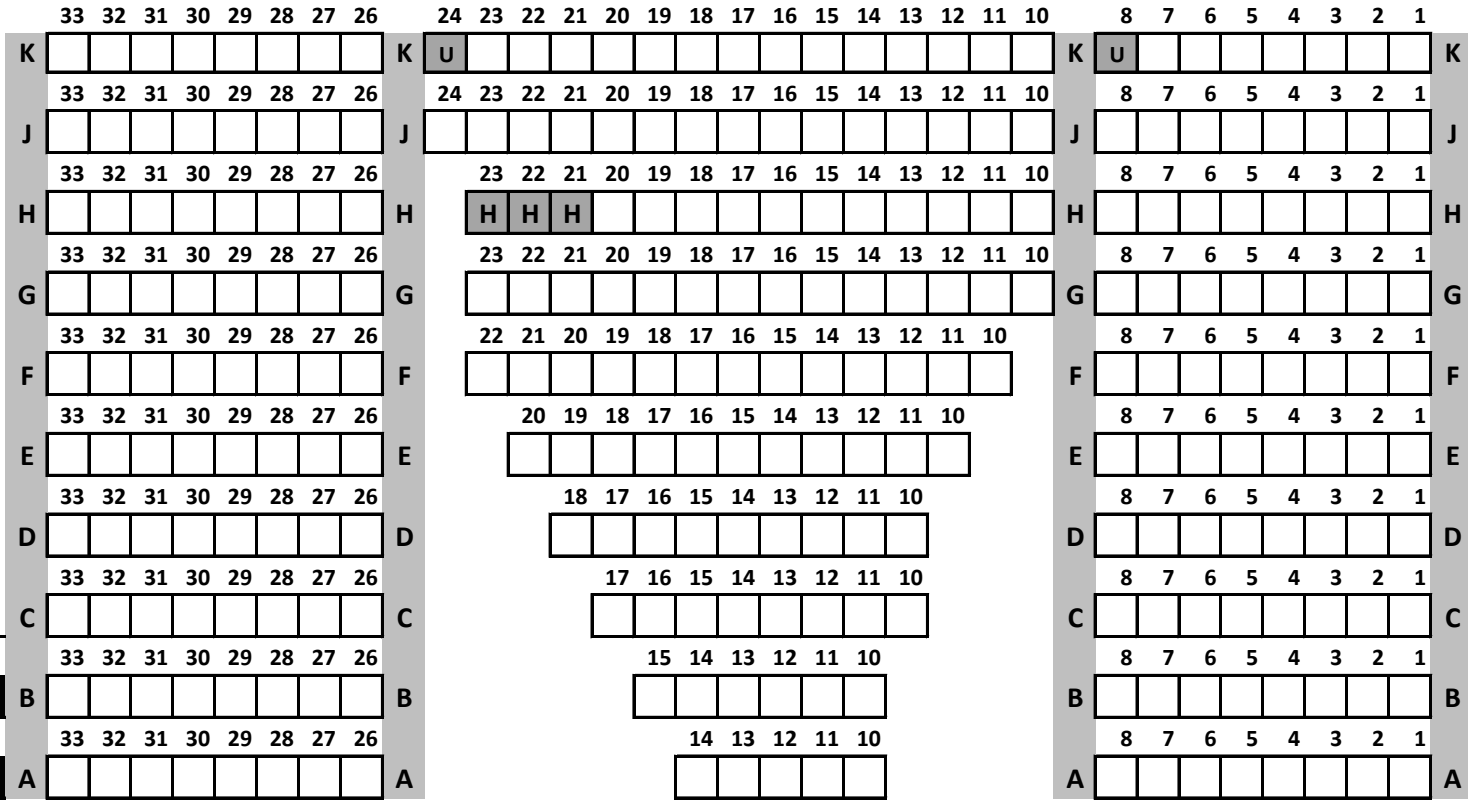 33 32 31 30 29 28 27 26 24 23 22 21 20 19 18 17 16 15 14 13 12 11 10 8 7 6 5 4 3 2 1
K K U K U K
33 32 31 30 29 28 27 26 24 23 22 21 20 19 18 17 16 15 14 13 12 11 10 8 7 6 5 4 3 2 1
J J J J
33 32 31 30 29 28 27 26 23 22 21 20 19 18 17 16 15 14 13 12 11 10 8 7 6 5 4 3 2 1
H H H H H H H
33 32 31 30 29 28 27 26 23 22 21 20 19 18 17 16 15 14 13 12 11 10 8 7 6 5 4 3 2 1
G G G G
33 32 31 30 29 28 27 26 22 21 20 19 18 17 16 15 14 13 12 11 10 8 7 6 5 4 3 2 1
F F F F
33 32 31 30 29 28 27 26 20 19 18 17 16 15 14 13 12 11 10 8 7 6 5 4 3 2 1
E E E E
33 32 31 30 29 28 27 26 18 17 16 15 14 13 12 11 10 8 7 6 5 4 3 2 1
D D D D
33 32 31 30 29 28 27 26 17 16 15 14 13 12 11 10 8 7 6 5 4 3 2 1
C C C C
33 32 31 30 29 28 27 26 15 14 13 12 11 10 8 7 6 5 4 3 2 1
B B B B
33 32 31 30 29 28 27 26 14 13 12 11 10 8 7 6 5 4 3 2 1
A A A A